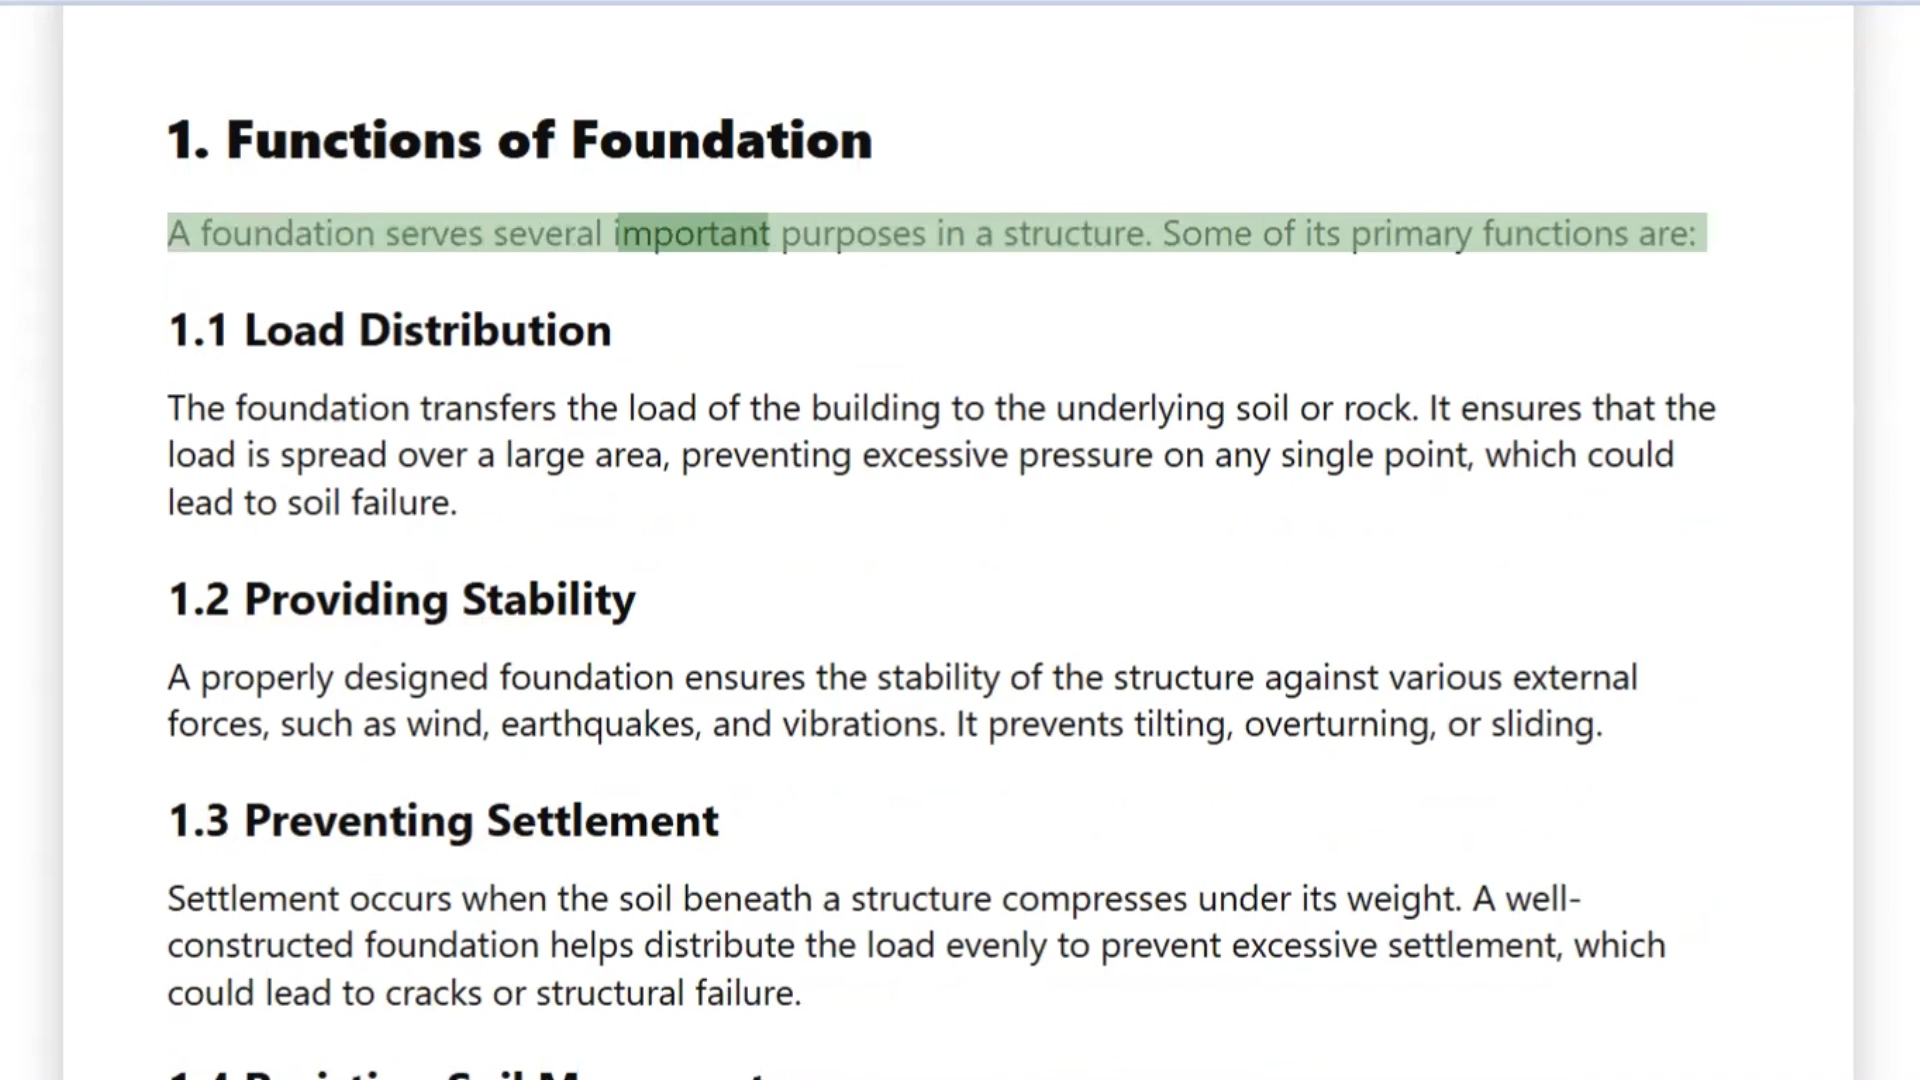 1. Functions of Foundation
A foundation serves several important purposes in a structure. Some of its primary functions are:
1.1 Load Distribution
The foundation transfers the load of the building to the underlying soil or rock. It ensures that the
load is spread over a large area, preventing excessive pressure on any single point, which could
lead to soil failure.
1.2 Providing Stability
A properly designed foundation ensures the stability of the structure against various external
forces, such as wind, earthquakes, and vibrations. It prevents tilting, overturning, or sliding.
1.3 Preventing Settlement
Settlement occurs when the soil beneath a structure compresses under its weight. A well-
constructed foundation helps distribute the load evenly to prevent excessive settlement, which
could lead to cracks or structural failure.